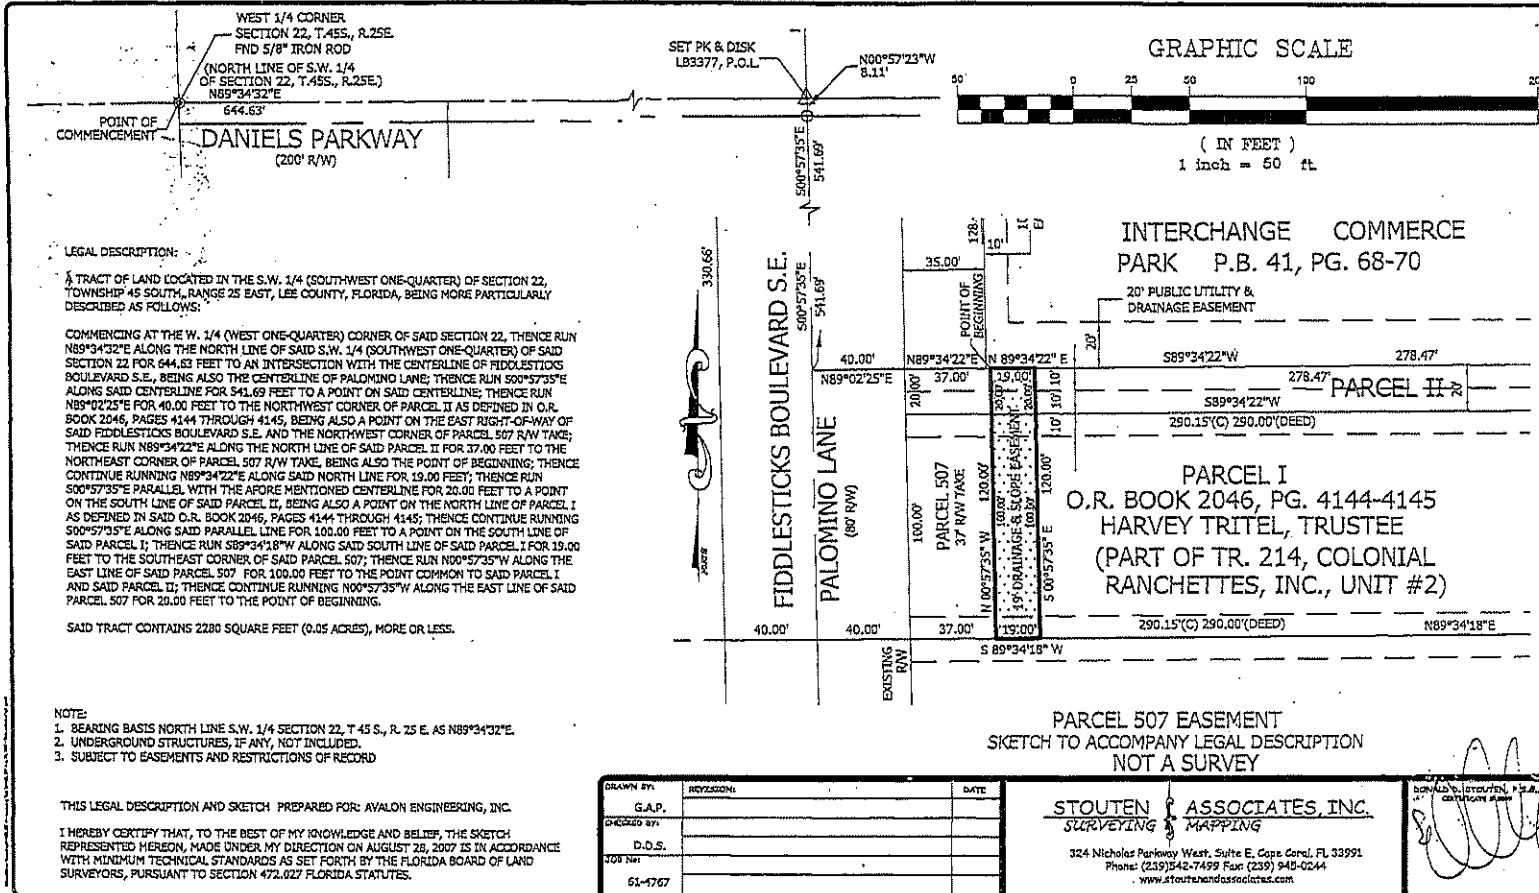 WEST 1/4 CORNER
SECTION 22, T.45S., R.25E.
FND 5/8" IRON ROD
(NORTH LINE OF S.W. 1/4
OF SECTION 22, T.45S., R.25E.)
N89°34'32"E
644.63'
POINT OF
COMMENCEMENT
DANIELS PARKWAY
(200' R/W)
SET PK & DISK
LB3377, P.O.L.
N00°57'23"W
8.11'
S00°57'35"E
541.69'
GRAPHIC SCALE
50'
0
25
50
100
( IN FEET )
1 inch = 50 ft.
LEGAL DESCRIPTION:
A TRACT OF LAND LOCATED IN THE S.W. 1/4 (SOUTHWEST ONE-QUARTER) OF SECTION 22,
TOWNSHIP 45 SOUTH, RANGE 25 EAST, LEE COUNTY, FLORIDA, BEING MORE PARTICULARLY
DESCRIBED AS FOLLOWS:
COMMENCING AT THE W. 1/4 (WEST ONE-QUARTER) CORNER OF SAID SECTION 22, THENCE RUN
N89°34'32"E ALONG THE NORTH LINE OF SAID S.W. 1/4 (SOUTHWEST ONE-QUARTER) OF SAID
SECTION 22 FOR 644.63 FEET TO AN INTERSECTION WITH THE CENTERLINE OF FIDDLESTICKS
BOULEVARD S.E., BEING ALSO THE CENTERLINE OF PALOMINO LANE; THENCE RUN S00°57'35"E
ALONG SAID CENTERLINE FOR 541.69 FEET TO A POINT ON SAID CENTERLINE; THENCE RUN
N89°02'25"E FOR 40.00 FEET TO THE NORTHWEST CORNER OF PARCEL II AS DEFINED IN O.R.
BOOK 2046, PAGES 4144 THROUGH 4145, BEING ALSO A POINT ON THE EAST RIGHT-OF-WAY OF
SAID FIDDLESTICKS BOULEVARD S.E. AND THE NORTHWEST CORNER OF PARCEL 507 R/W TAKE;
THENCE RUN N89°34'22"E ALONG THE NORTH LINE OF SAID PARCEL II FOR 37.00 FEET TO THE
NORTHEAST CORNER OF PARCEL 507 R/W TAKE, BEING ALSO THE POINT OF BEGINNING; THENCE
CONTINUE RUNNING N89°34'22"E ALONG SAID NORTH LINE FOR 19.00 FEET; THENCE RUN
S00°57'35"E PARALLEL WITH THE AFORE MENTIONED CENTERLINE FOR 20.00 FEET TO A POINT
ON THE SOUTH LINE OF SAID PARCEL II, BEING ALSO A POINT ON THE NORTH LINE OF PARCEL I
AS DEFINED IN SAID O.R. BOOK 2046, PAGES 4144 THROUGH 4145; THENCE CONTINUE RUNNING
S00°57'35"E ALONG SAID PARALLEL LINE FOR 100.00 FEET TO A POINT ON THE SOUTH LINE OF
SAID PARCEL I; THENCE RUN S89°34'18"W ALONG SAID SOUTH LINE OF SAID PARCEL I FOR 19.00
FEET TO THE SOUTHEAST CORNER OF SAID PARCEL 507; THENCE RUN N00°57'35"W ALONG THE
EAST LINE OF SAID PARCEL 507 FOR 100.00 FEET TO THE POINT COMMON TO SAID PARCEL I
AND SAID PARCEL II; THENCE CONTINUE RUNNING N00°57'35"W ALONG THE EAST LINE OF SAID
PARCEL 507 FOR 20.00 FEET TO THE POINT OF BEGINNING.
SAID TRACT CONTAINS 2280 SQUARE FEET (0.05 ACRES), MORE OR LESS.
330.66'
FIDDLESTICKS BOULEVARD S.E.
S00°57'35"E
541.69'
PALOMINO LANE
(80' R/W)
35.00'
128.
10'
POINT OF
BEGINNING
INTERCHANGE COMMERCE
PARK P.B. 41, PG. 68-70
20' PUBLIC UTILITY &
DRAINAGE EASEMENT
20'
40.00'
N89°34'22"E
N 89°34'22" E
S89°34'22"W
278.47'
N89°02'25"E
37.00'
19.00'
278.47'
PARCEL II
20'
20.00'
20.00'
20.00'
10'
10'
S89°34'22"W
10'
290.15'(C) 290.00'(DEED)
100.00'
PARCEL 507
37' R/W TAKE
N 00°57'35" W
120.00'
100.00'
19' DRAINAGE & SLOPE EASEMENT
100.00'
S 00°57'35" E
120.00'
PARCEL I
O.R. BOOK 2046, PG. 4144-4145
HARVEY TRITEL, TRUSTEE
(PART OF TR. 214, COLONIAL
RANCHETTES, INC., UNIT #2)
40.00'
40.00'
37.00'
19.00'
290.15'(C) 290.00'(DEED)
N89°34'18"E
EXISTING
R/W
S 89°34'18" W
NOTE:
1. BEARING BASIS NORTH LINE S.W. 1/4 SECTION 22, T 45 S., R. 25 E. AS N89°34'32"E.
2. UNDERGROUND STRUCTURES, IF ANY, NOT INCLUDED.
3. SUBJECT TO EASEMENTS AND RESTRICTIONS OF RECORD
PARCEL 507 EASEMENT
SKETCH TO ACCOMPANY LEGAL DESCRIPTION
NOT A SURVEY
THIS LEGAL DESCRIPTION AND SKETCH PREPARED FOR: AVALON ENGINEERING, INC.
I HEREBY CERTIFY THAT, TO THE BEST OF MY KNOWLEDGE AND BELIEF, THE SKETCH
REPRESENTED HEREON, MADE UNDER MY DIRECTION ON AUGUST 28, 2007 IS IN ACCORDANCE
WITH MINIMUM TECHNICAL STANDARDS AS SET FORTH BY THE FLORIDA BOARD OF LAND
SURVEYORS, PURSUANT TO SECTION 472.027 FLORIDA STATUTES.
DRAWN BY:
REVISION:
DATE
G.A.P.
CHECKED BY:
D.D.S.
JOB No:
61-4767
STOUTEN ASSOCIATES, INC.
SURVEYING MAPPING
324 Nicholas Parkway West, Suite E, Cape Coral, FL 33991
Phone: (239)542-7499 Fax: (239) 945-0244
www.stoutenandassociates.com
DONALD D. STOUTEN, P.S.M.